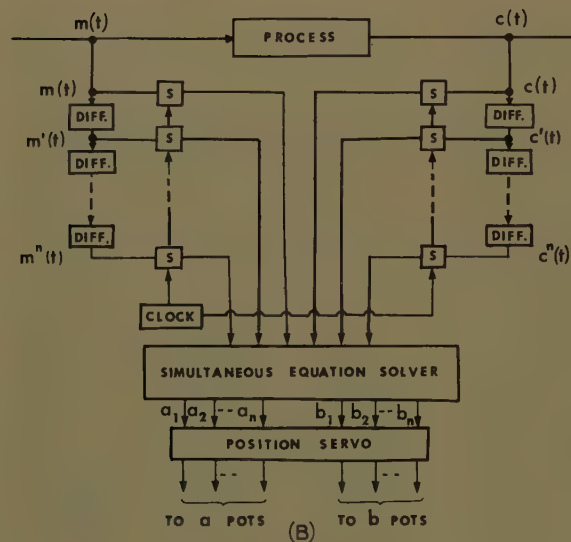 m(t)
c(t)
PROCESS
m(t)
S
S
c(t)
DIFF.
DIFF.
m'(t)
S
S
c'(t)
DIFF.
DIFF.
DIFF.
DIFF.
mⁿ(t)
S
S
cⁿ(t)
CLOCK
SIMULTANEOUS EQUATION SOLVER
a₁ a₂ -- aₙ b₁ b₂ -- bₙ
POSITION SERVO
-- --
TO a POTS TO b POTS
(B)